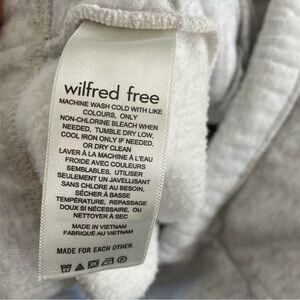 wilfred free
MACHINE WASH COLD WITH LIKE
COLOURS, ONLY
NON-CHLORINE BLEACH WHEN
NEEDED, TUMBLE DRY LOW,
COOL IRON ONLY IF NEEDED,
OR DRY CLEAN
LAVER À LA MACHINE À L'EAU
FROIDE AVEC COULEURS
SEMBLABLES, UTILISER
SEULEMENT UN JAVELLISANT
SANS CHLORE AU BESOIN,
SÉCHER À BASSE
TEMPÉRATURE, REPASSAGE
DOUX SI NÉCESSAIRE, OU
NETTOYER À SEC
MADE IN VIETNAM
FABRIQUÉ AU VIETNAM
MADE FOR EACH OTHER.